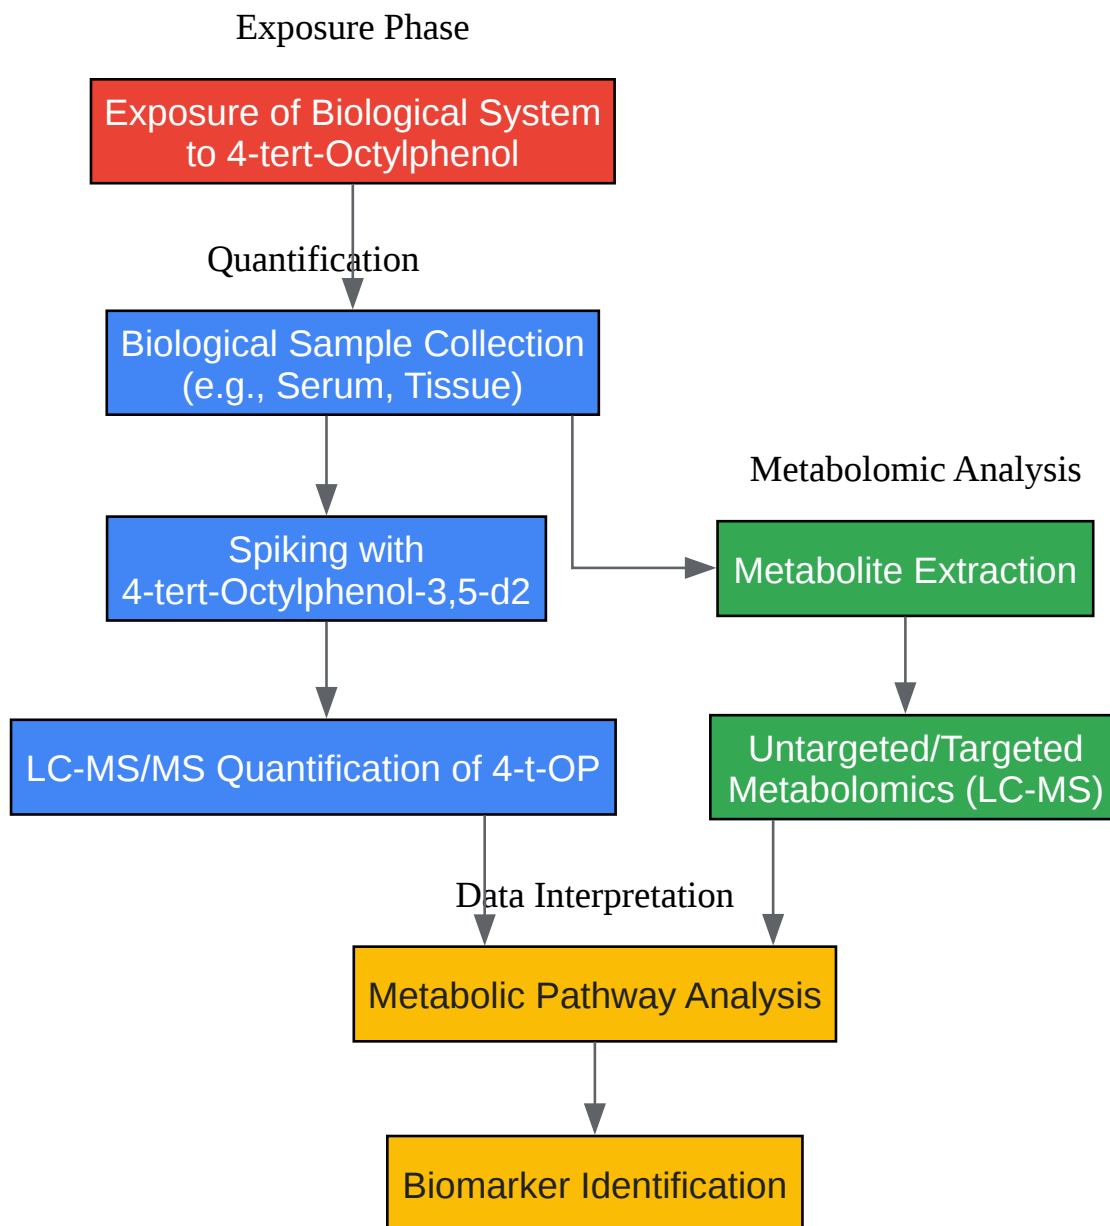 Exposure Phase
Exposure of Biological System
to 4-tert-Octylphenol
Quantification
Biological Sample Collection
(e.g., Serum, Tissue)
Spiking with
4-tert-Octylphenol-3,5-d2
LC-MS/MS Quantification of 4-t-OP
Metabolomic Analysis
Metabolite Extraction
Untargeted/Targeted
Metabolomics (LC-MS)
Data Interpretation
Metabolic Pathway Analysis
Biomarker Identification